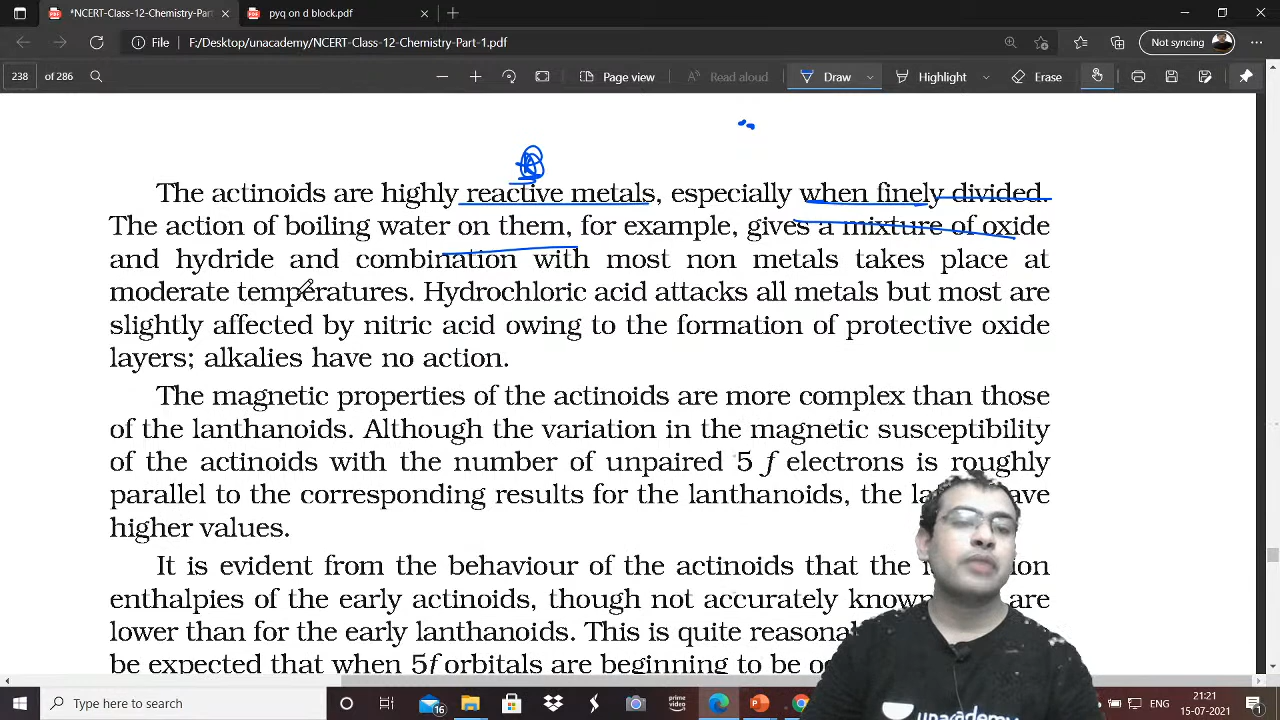 *NCERT-Class-12-Chemistry-Part-1. pyq on d block.pdf
File F:/Desktop/unacademy/NCERT-Class-12-Chemistry-Part-1.pdf Not syncing
238 of 286 Page view Read aloud Draw Highlight Erase
The actinoids are highly reactive metals, especially when finely divided.
The action of boiling water on them, for example, gives a mixture of oxide
and hydride and combination with most non metals takes place at
moderate temperatures. Hydrochloric acid attacks all metals but most are
slightly affected by nitric acid owing to the formation of protective oxide
layers; alkalies have no action.
The magnetic properties of the actinoids are more complex than those
of the lanthanoids. Although the variation in the magnetic susceptibility
of the actinoids with the number of unpaired 5 f electrons is roughly
parallel to the corresponding results for the lanthanoids, the
higher values.
It is evident from the behaviour of the actinoids that the
enthalpies of the early actinoids, though not accurately known are
lower than for the early lanthanoids. This is quite
be expected that when 5f orbitals are beginning to be
Type here to search 16 prime video ENG 21:21
15-07-2021
unacademy